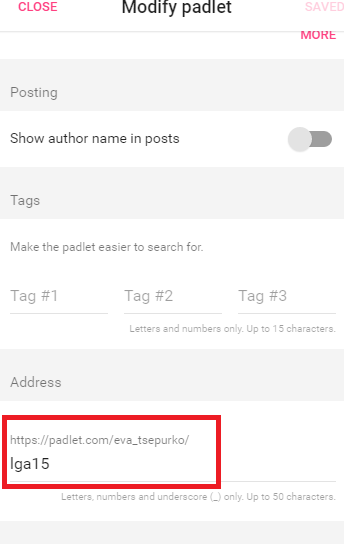 CLOSE Modify padlet SAVED
MORE
Posting
Show author name in posts
Tags
Make the padlet easier to search for.
Tag #1 Tag #2 Tag #3
Letters and numbers only. Up to 15 characters.
Address
https://padlet.com/eva_tsepurko/
lga15
Letters, numbers and underscore (_) only. Up to 50 characters.